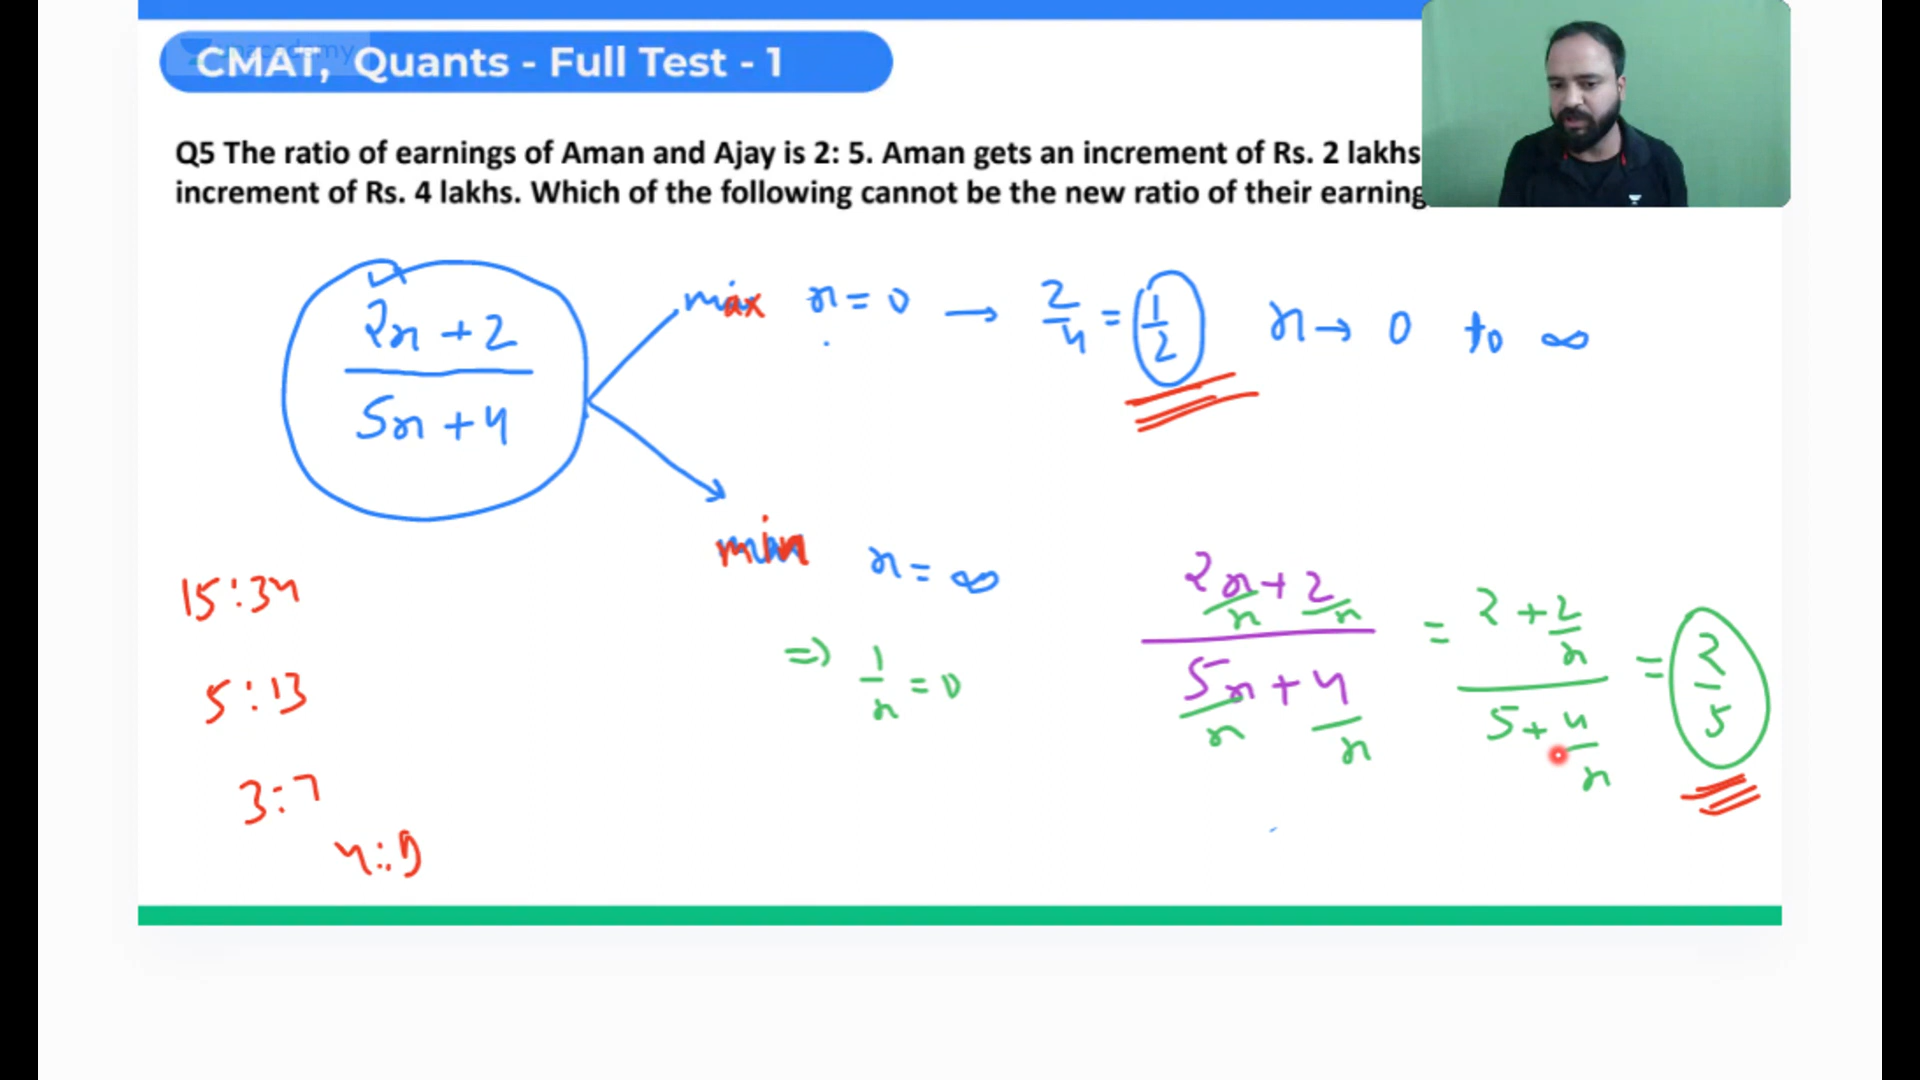 CMAT, Quants - Full Test - 1
Q5 The ratio of earnings of Aman and Ajay is 2: 5. Aman gets an increment of Rs. 2 lakhs
increment of Rs. 4 lakhs. Which of the following cannot be the new ratio of their earning
2x + 2
5x + 4
max x = 0 → 2/4 = 1/2 x → 0 to ∞
min x = ∞
⇒ 1/x = 0
2x/x + 2/x
5x/x + 4/x
= 2 + 2/x
5 + 4/x
= 2/5
15:34
5:13
3:7
4:9